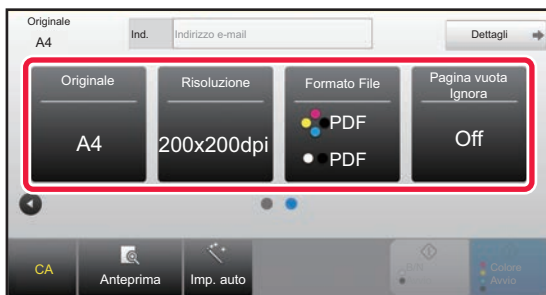 Originale
A4
Ind.
Indirizzo e-mail
Dettagli
Originale
A4
Risoluzione
200x200dpi
Formato File
PDF
PDF
Pagina vuota
Ignora
Off
CA
Anteprima
Imp. auto
B/N
Colore
Avvio